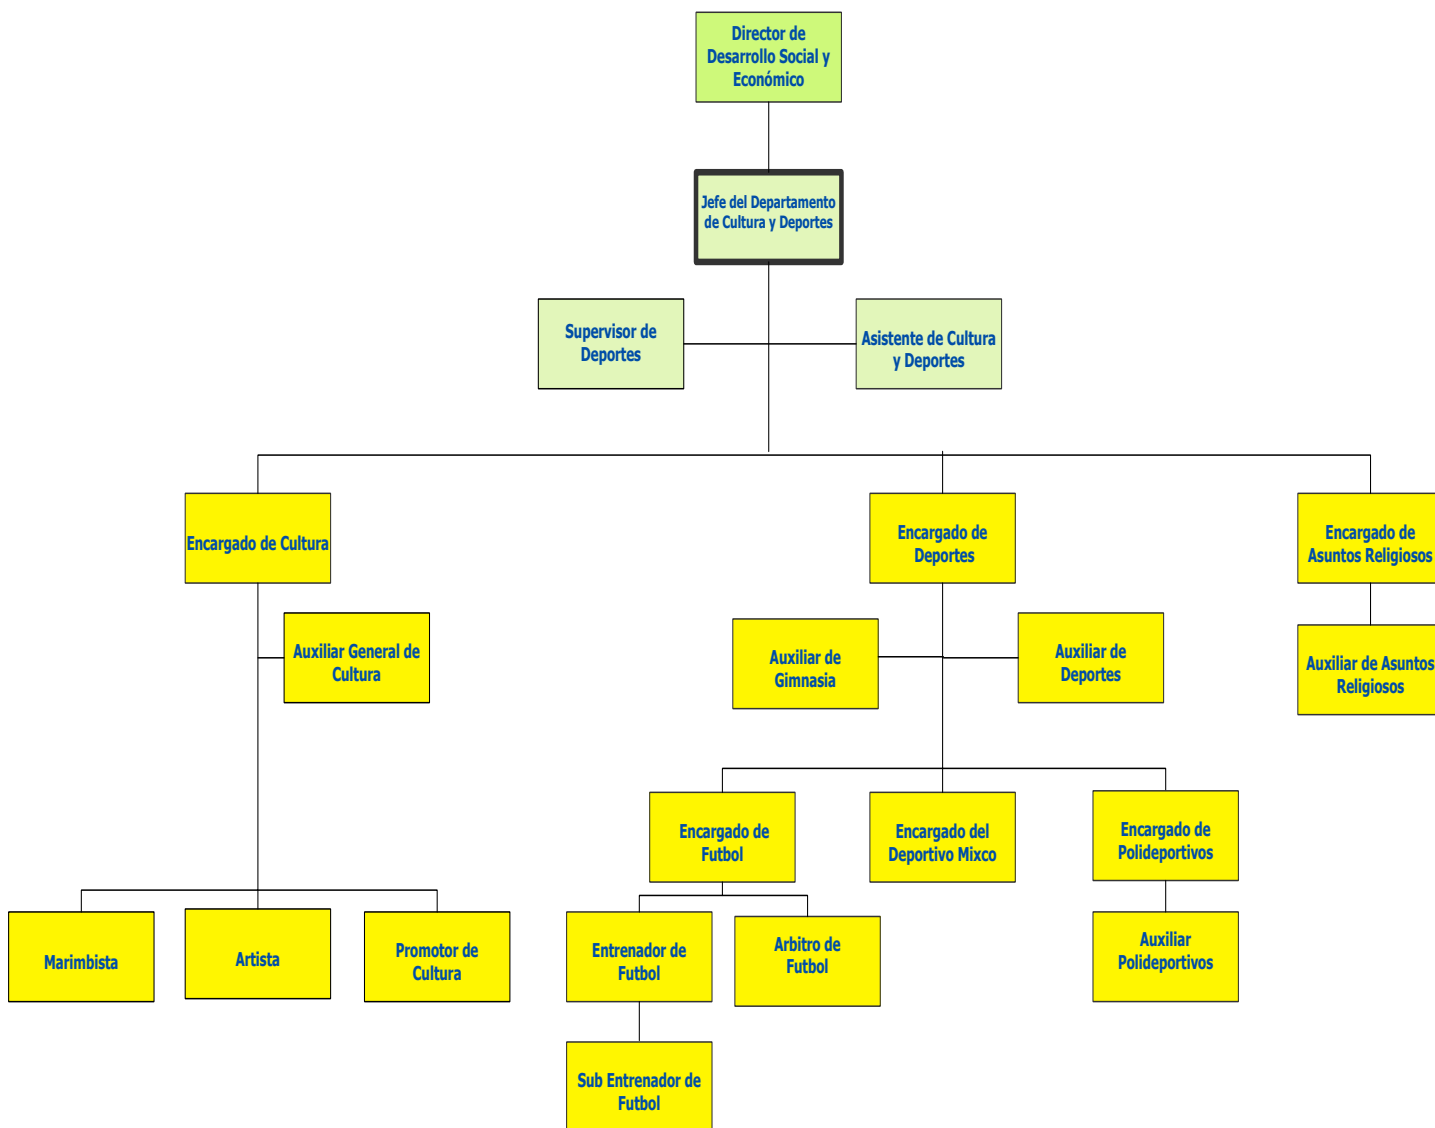 Director de
Desarrollo Social y
Económico
Jefe del Departamento
de Cultura y Deportes
Supervisor de
Deportes
Asistente de Cultura
y Deportes
Encargado de Cultura
Encargado de
Deportes
Encargado de
Asuntos Religiosos
Auxiliar General de
Cultura
Auxiliar de
Gimnasia
Auxiliar de
Deportes
Auxiliar de Asuntos
Religiosos
Encargado de
Futbol
Encargado del
Deportivo Mixco
Encargado de
Polideportivos
Marimbista
Artista
Promotor de
Cultura
Entrenador de
Futbol
Arbitro de
Futbol
Auxiliar
Polideportivos
Sub Entrenador de
Futbol